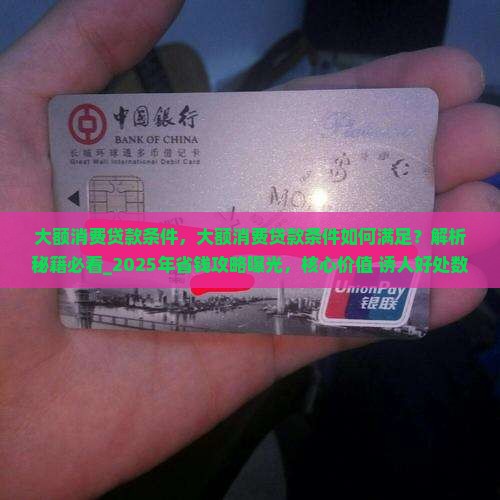 中国银行
BANK OF CHINA
长城环球通多币借记卡
Great Wall International Debit Card
MO
大额消费贷款条件，大额消费贷款条件如何满足？解析
秘籍必看_2025年省钱攻略曝光，核心价值 诱人好处数
UnionPay
银联